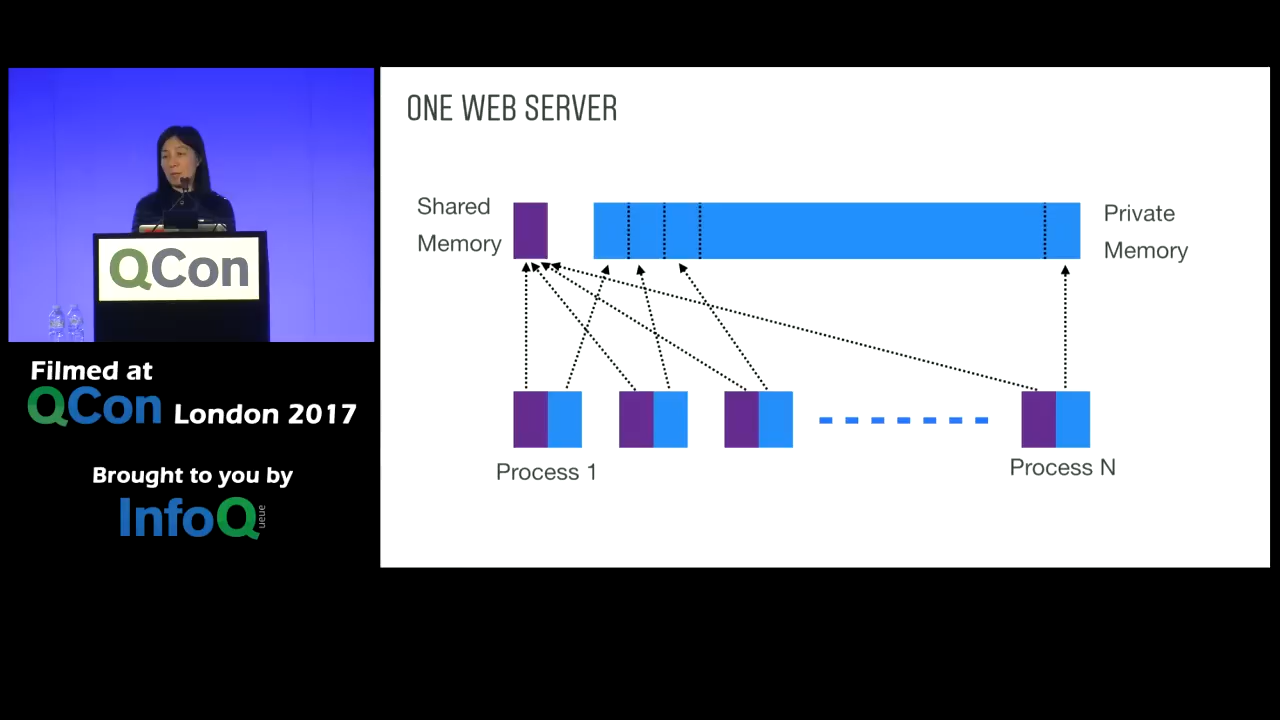 QCon
Filmed at
QCon London 2017
Brought to you by
InfoQ
ueue
ONE WEB SERVER
Shared
Memory
Private
Memory
Process 1
Process N